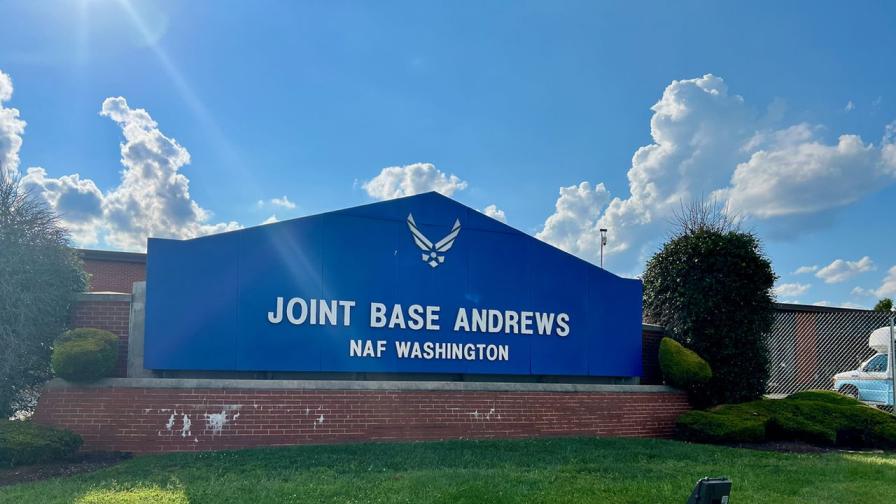 JOINT BASE ANDREWS
NAF WASHINGTON